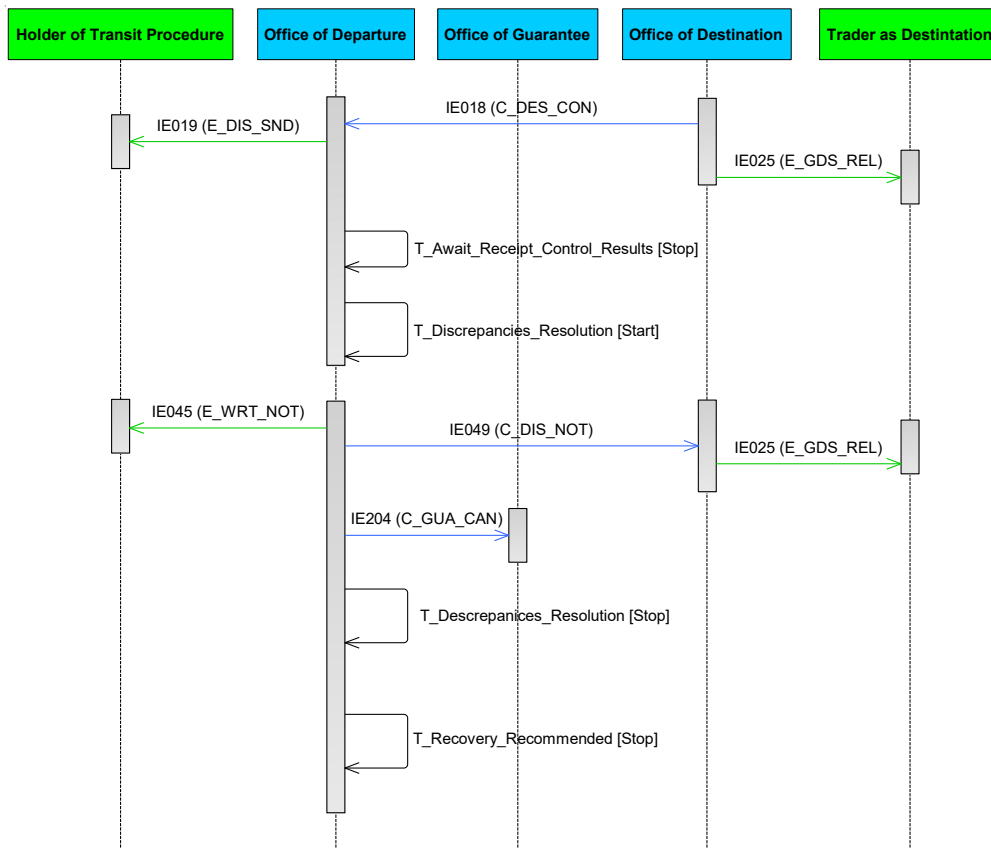 Holder of Transit Procedure
Office of Departure
Office of Guarantee
Office of Destination
Trader as Destintation
IE018 (C_DES_CON)
IE019 (E_DIS_SND)
IE025 (E_GDS_REL)
T_Await_Receipt_Control_Results [Stop]
T_Discrepancies_Resolution [Start]
IE045 (E_WRT_NOT)
IE049 (C_DIS_NOT)
IE025 (E_GDS_REL)
IE204 (C_GUA_CAN)
T_Descrepanices_Resolution [Stop]
T_Recovery_Recommended [Stop]